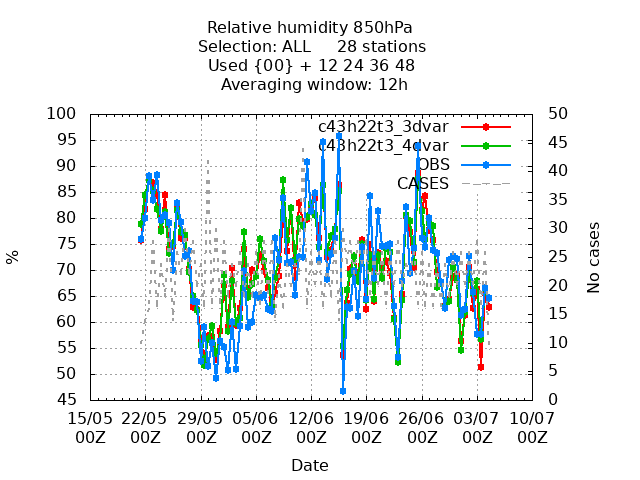 Relative humidity 850hPa
Selection: ALL     28 stations
Used {00} + 12 24 36 48
Averaging window: 12h
c43h22t3_3dvar
c43h22t3_4dvar
OBS
CASES
%
100
95
90
85
80
75
70
65
60
55
50
45
50
45
40
35
30
25
20
15
10
5
0
No cases
15/05 22/05 29/05 05/06 12/06 19/06 26/06 03/07 10/07
00Z 00Z 00Z 00Z 00Z 00Z 00Z 00Z 00Z
Date